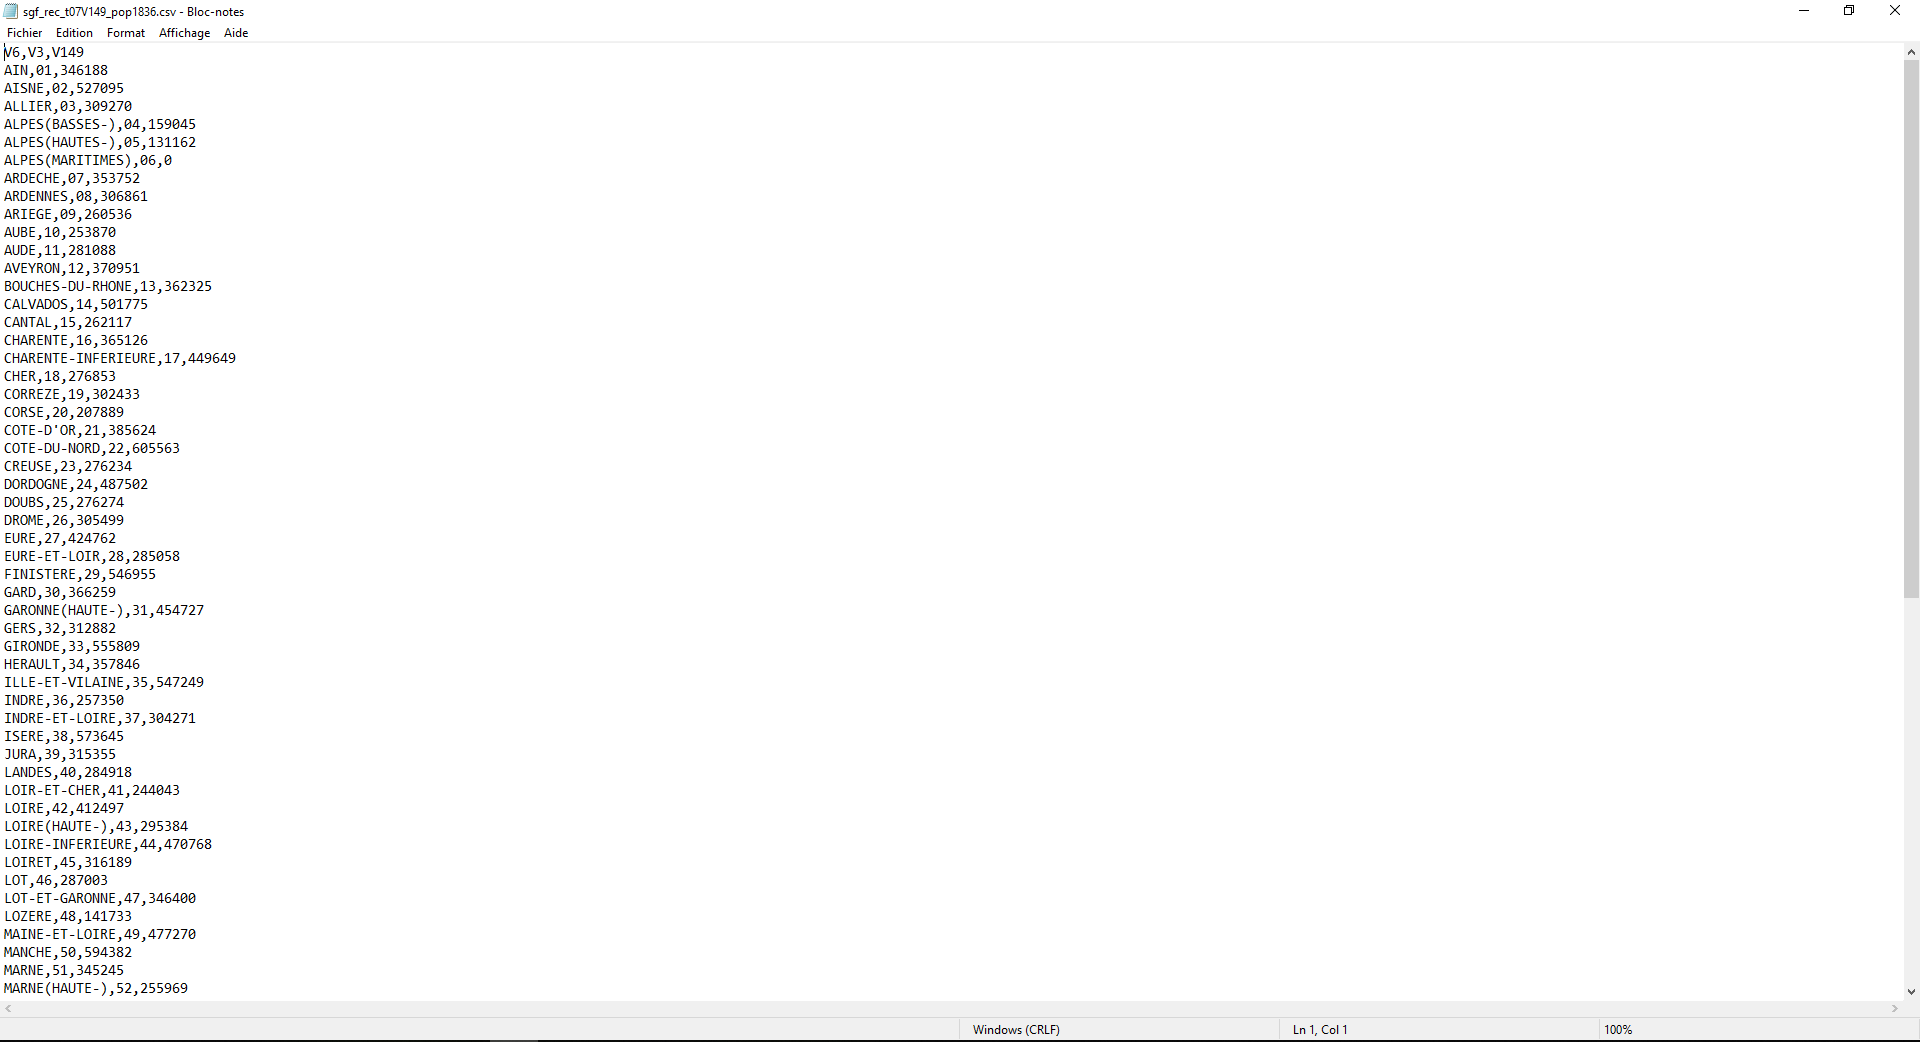 sgf_rec_t07V149_pop1836.csv - Bloc-notes
Fichier Edition Format Affichage Aide
V6,V3,V149
AIN,01,346188
AISNE,02,527095
ALLIER,03,309270
ALPES(BASSES-),04,159045
ALPES(HAUTES-),05,131162
ALPES(MARITIMES),06,0
ARDECHE,07,353752
ARDENNES,08,306861
ARIEGE,09,260536
AUBE,10,253870
AUDE,11,281088
AVEYRON,12,370951
BOUCHES-DU-RHONE,13,362325
CALVADOS,14,501775
CANTAL,15,262117
CHARENTE,16,365126
CHARENTE-INFERIEURE,17,449649
CHER,18,276853
CORREZE,19,302433
CORSE,20,207889
COTE-D'OR,21,385624
COTE-DU-NORD,22,605563
CREUSE,23,276234
DORDOGNE,24,487502
DOUBS,25,276274
DROME,26,305499
EURE,27,424762
EURE-ET-LOIR,28,285058
FINISTERE,29,546955
GARD,30,366259
GARONNE(HAUTE-),31,454727
GERS,32,312882
GIRONDE,33,555809
HERAULT,34,357846
ILLE-ET-VILAINE,35,547249
INDRE,36,257350
INDRE-ET-LOIRE,37,304271
ISERE,38,573645
JURA,39,315355
LANDES,40,284918
LOIR-ET-CHER,41,244043
LOIRE,42,412497
LOIRE(HAUTE-),43,295384
LOIRE-INFERIEURE,44,470768
LOIRET,45,316189
LOT,46,287003
LOT-ET-GARONNE,47,346400
LOZERE,48,141733
MAINE-ET-LOIRE,49,477270
MANCHE,50,594382
MARNE,51,345245
MARNE(HAUTE-),52,255969
Windows (CRLF) Ln 1, Col 1 100%